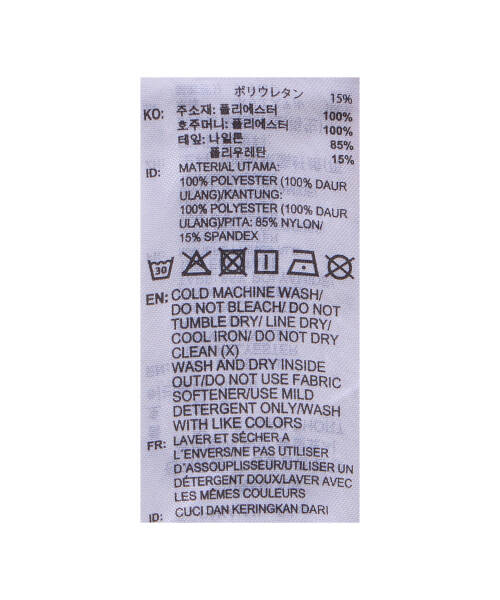 ポリウレタン 15%
KO: 주소재: 폴리에스터 100%
호주머니: 폴리에스터 100%
테잎: 나일론 85%
폴리우레탄 15%
ID: MATERIAL UTAMA:
100% POLYESTER (100% DAUR
ULANG)/KANTUNG:
100% POLYESTER (100% DAUR
ULANG)/PITA: 85% NYLON/
15% SPANDEX
30
EN: COLD MACHINE WASH/
DO NOT BLEACH/ DO NOT
TUMBLE DRY/ LINE DRY/
COOL IRON/ DO NOT DRY
CLEAN (X)
WASH AND DRY INSIDE
OUT/DO NOT USE FABRIC
SOFTENER/USE MILD
DETERGENT ONLY/WASH
WITH LIKE COLORS
FR: LAVER ET SÉCHER A
L'ENVERS/NE PAS UTILISER
D'ASSOUPLISSEUR/UTILISER UN
DÉTERGENT DOUX/LAVER AVEC
LES MÊMES COULEURS
ID: CUCI DAN KERINGKAN DARI